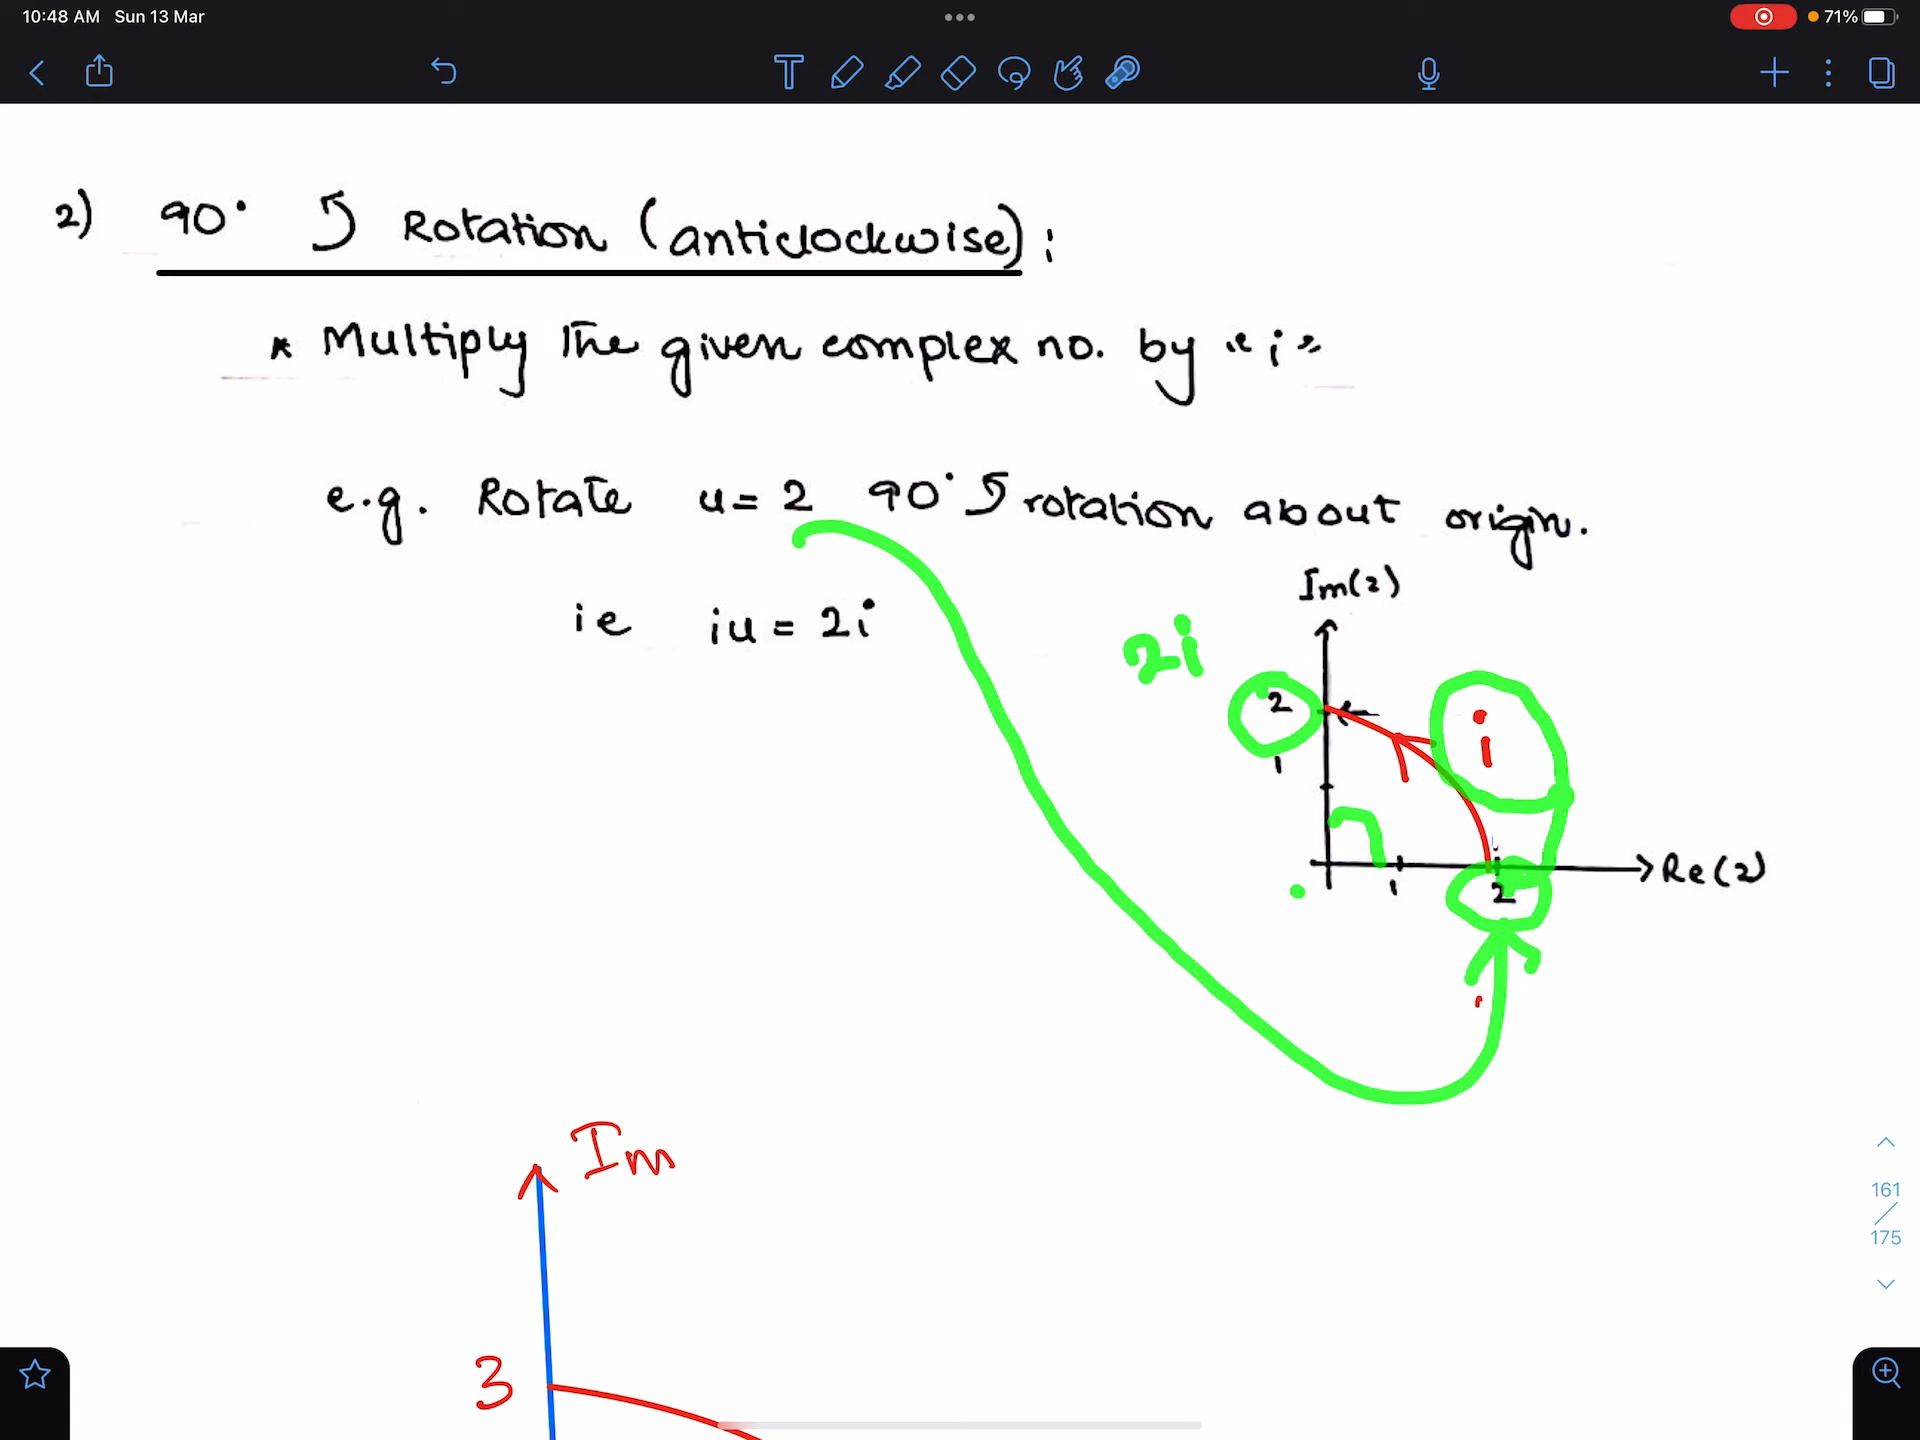 10:48 AM Sun 13 Mar
71%
2) 90° Rotation (anticlockwise):
* Multiply the given complex no. by "i"
e.g. Rotate u = 2 90° rotation about origin.
ie iu = 2i
Im(z)
2i
2
i
1
1
2
Re(z)
Im
3
161
/
175